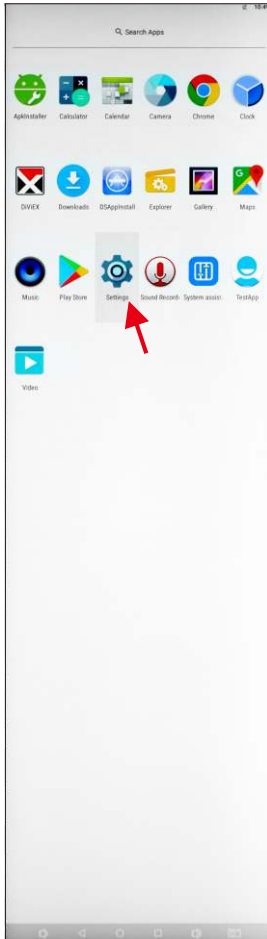 Search Apps
ApkInstaller Calculator Calendar Camera Chrome Clock
DiViEX Downloads DSAppInstall Explorer Gallery Maps
Music Play Store Settings Sound Record System assist TestApp
Video